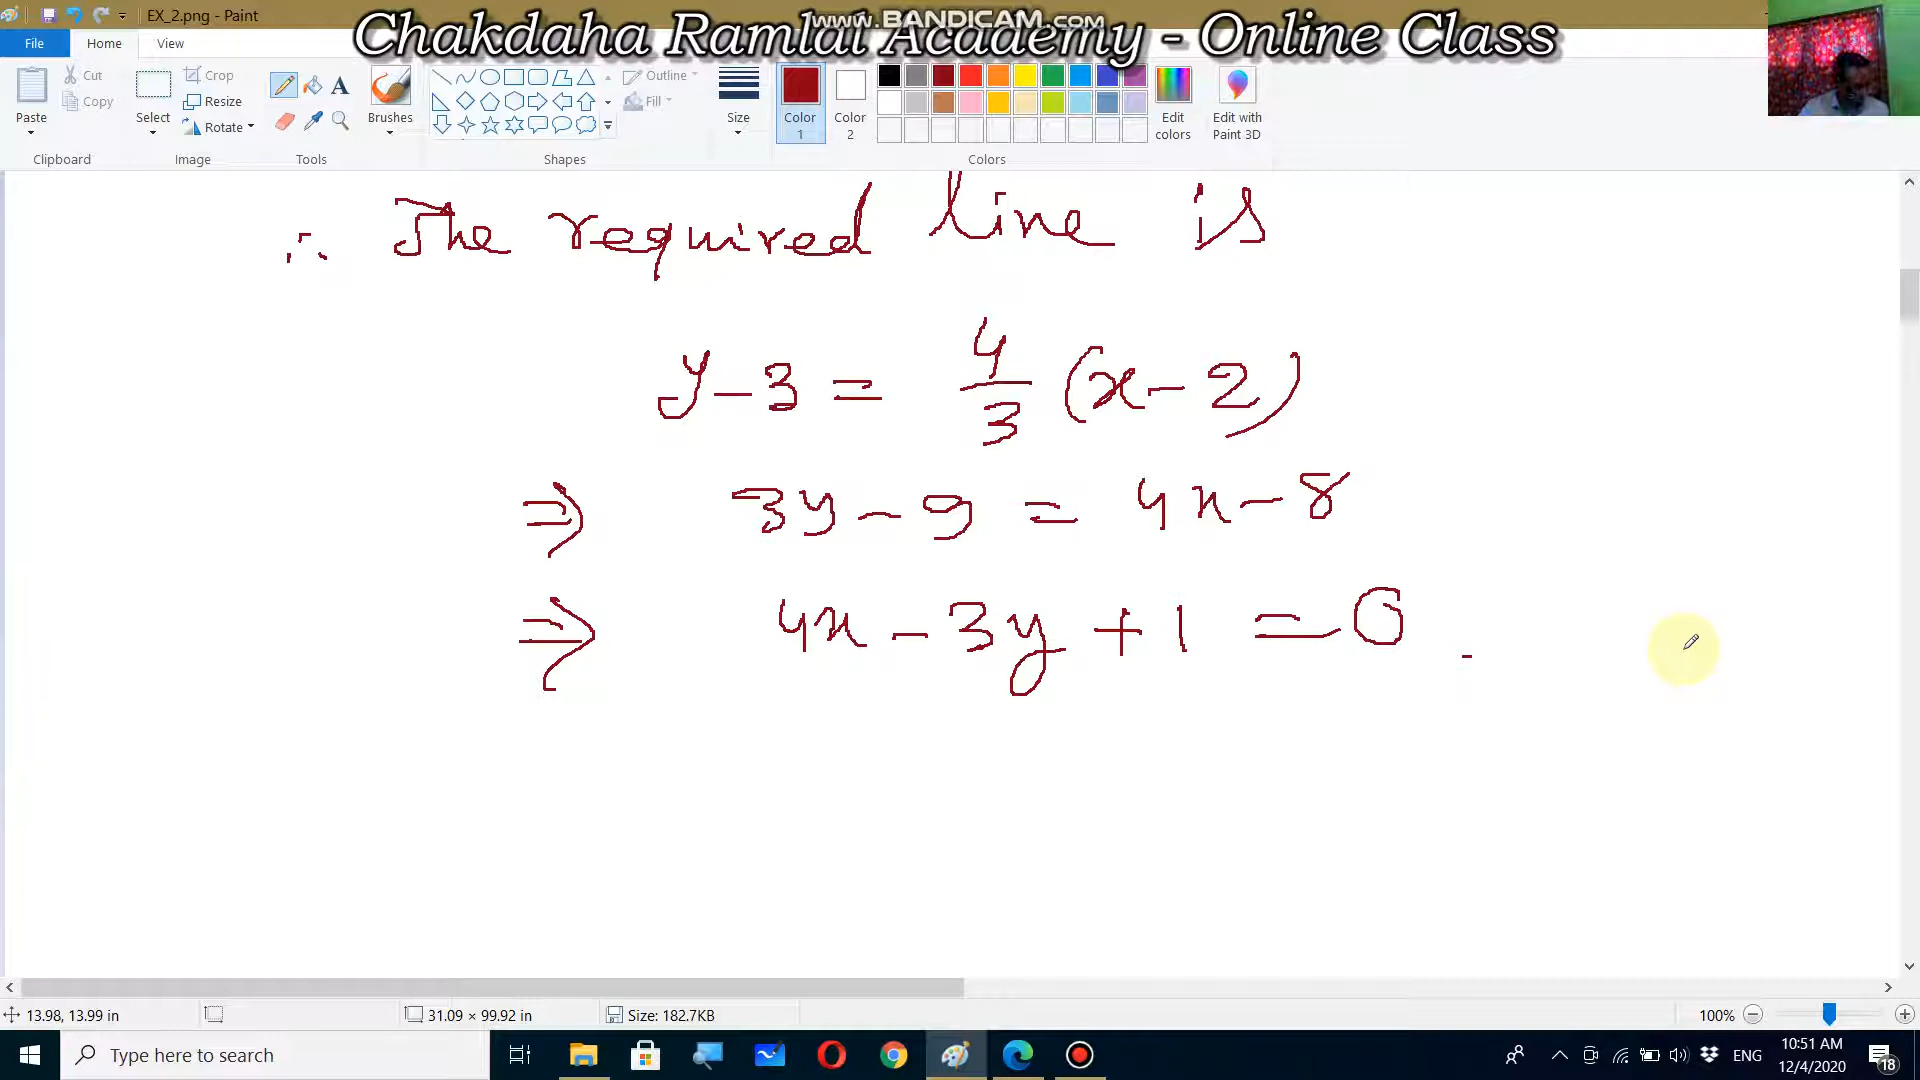 EX_2.png - Paint
www.BANDICAM.com
Chakdaha Ramlal Academy - Online Class
File Home View
Paste
Cut
Copy
Clipboard
Select
Crop
Resize
Rotate
Image
Tools
Brushes
Outline
Fill
Shapes
Size
Color 1
Color 2
Edit colors
Edit with Paint 3D
Colors
∴ The required line is
y - 3 = 4/3 (x - 2)
⇒ 3y - 9 = 4x - 8
⇒ 4x - 3y + 1 = 0 .
13.98, 13.99 in
31.09 × 99.92 in
Size: 182.7KB
100%
Type here to search
ENG
10:51 AM
12/4/2020
18